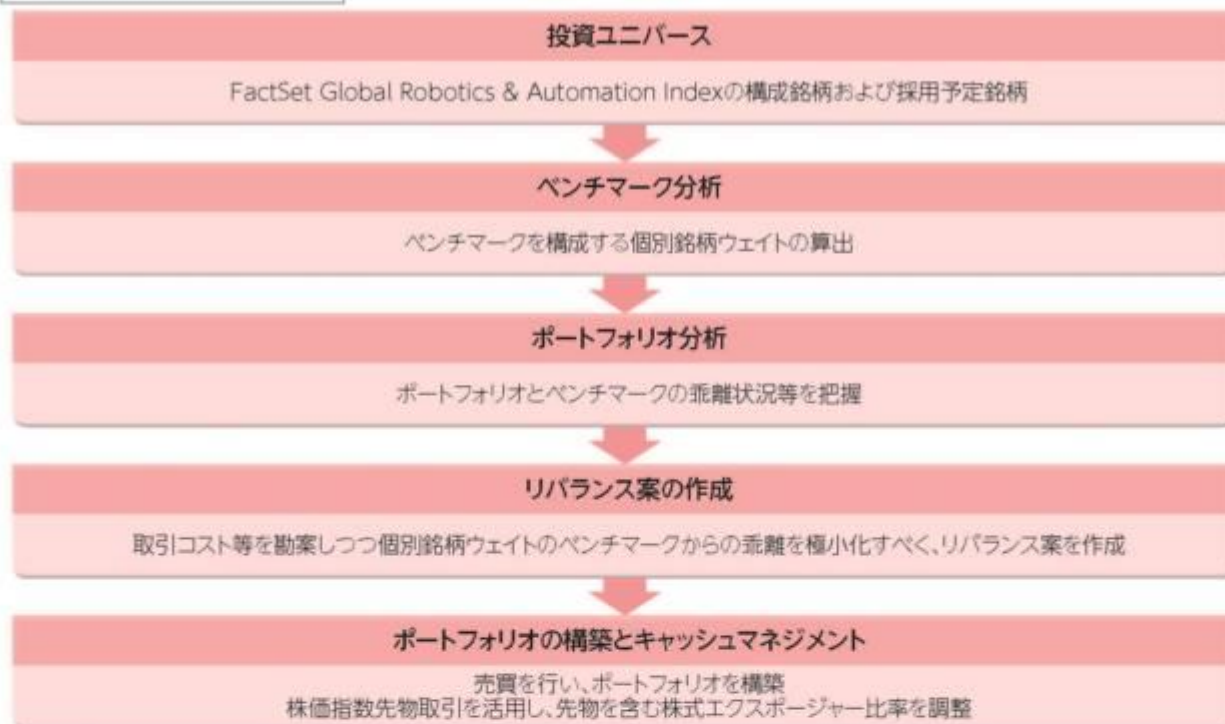 投資ユニバース
FactSet Global Robotics & Automation Indexの構成銘柄および採用予定銘柄
ベンチマーク分析
ベンチマークを構成する個別銘柄ウェイトの算出
ポートフォリオ分析
ポートフォリオとベンチマークの乖離状況等を把握
リバランス案の作成
取引コスト等を勘案しつつ個別銘柄ウェイトのベンチマークからの乖離を極小化すべく、リバランス案を作成
ポートフォリオの構築とキャッシュマネジメント
売買を行い、ポートフォリオを構築
株価指数先物取引を活用し、先物を含む株式エクスポージャー比率を調整